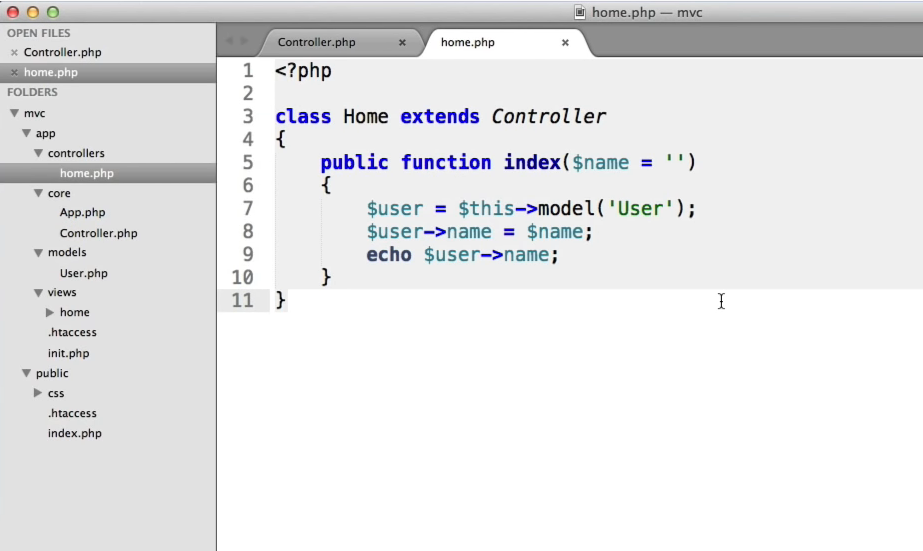 home.php — mvc
OPEN FILES
× Controller.php
× home.php
FOLDERS
mvc
app
controllers
home.php
core
App.php
Controller.php
models
User.php
views
home
.htaccess
init.php
public
css
.htaccess
index.php
Controller.php × home.php ×
1 <?php
2
3 class Home extends Controller
4 {
5     public function index($name = '')
6     {
7         $user = $this->model('User');
8         $user->name = $name;
9         echo $user->name;
10     }
11 }